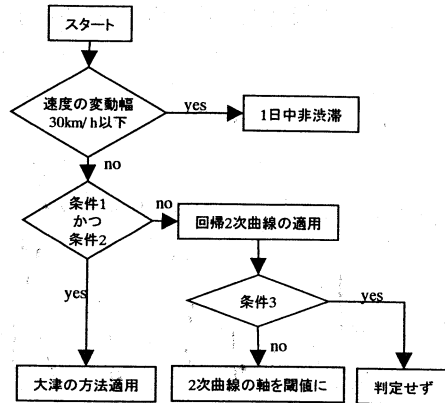 スタート
速度の変動幅
30km/h以下
yes
1日中非渋滞
no
条件1
かつ
条件2
no
回帰2次曲線の適用
yes
条件3
yes
no
大津の方法適用
2次曲線の軸を閾値に
判定せず